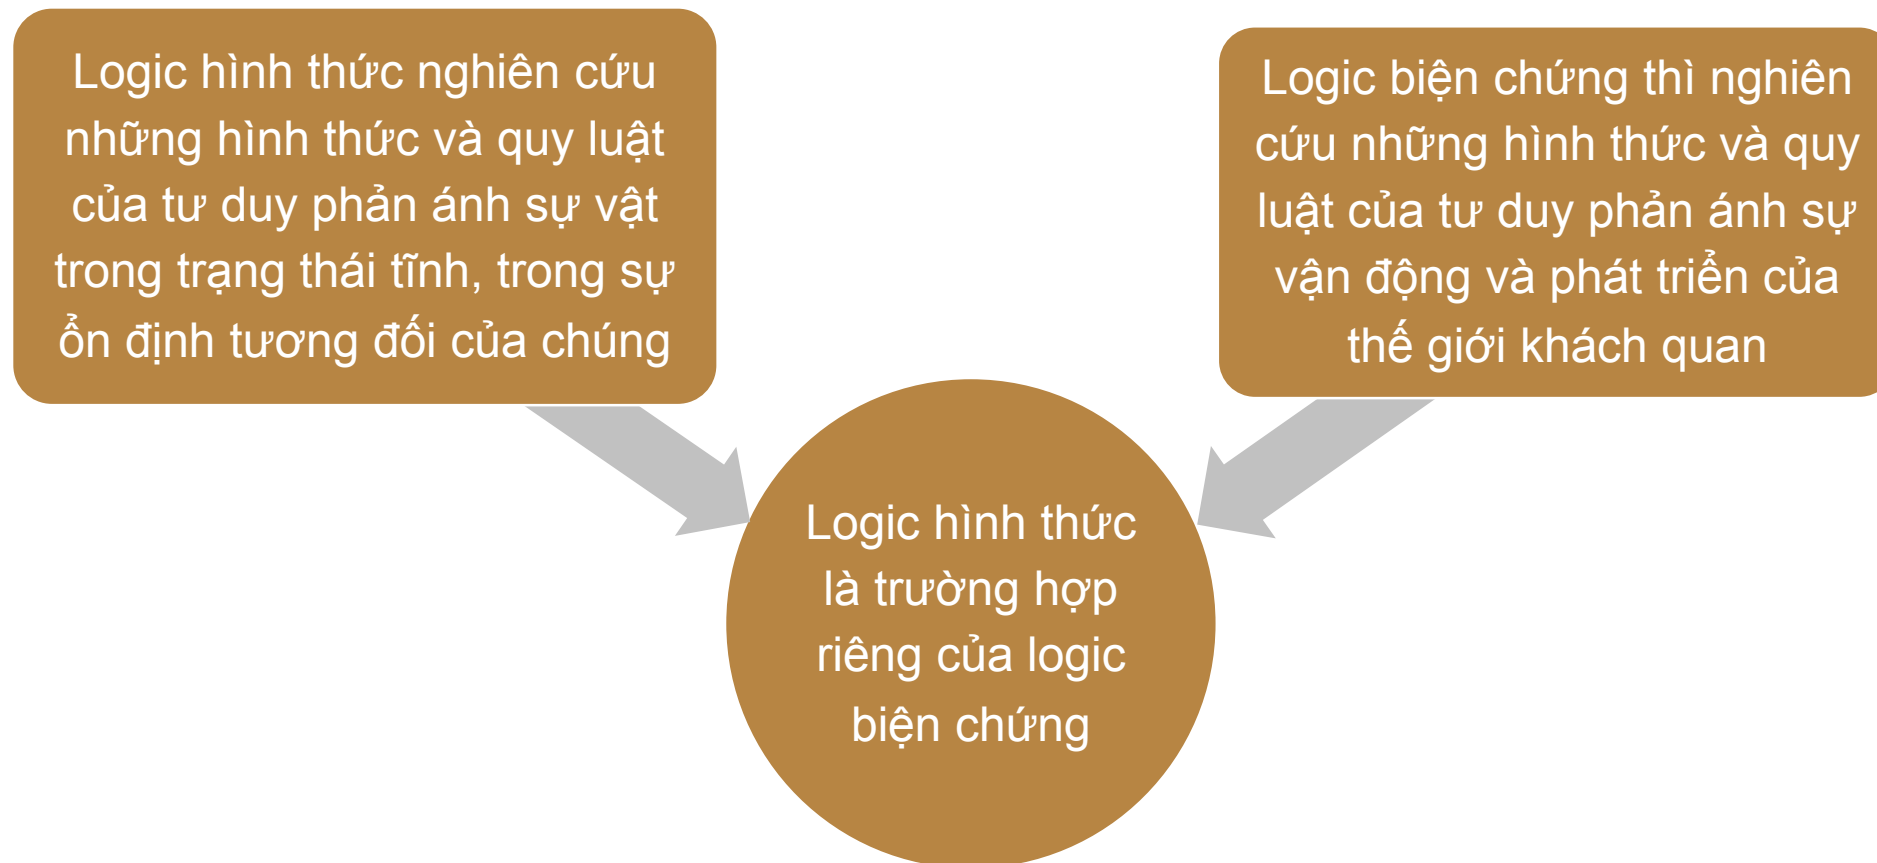 Logic hình thức nghiên cứu
những hình thức và quy luật
của tư duy phản ánh sự vật
trong trạng thái tĩnh, trong sự
ổn định tương đối của chúng
Logic biện chứng thì nghiên
cứu những hình thức và quy
luật của tư duy phản ánh sự
vận động và phát triển của
thế giới khách quan
Logic hình thức
là trường hợp
riêng của logic
biện chứng